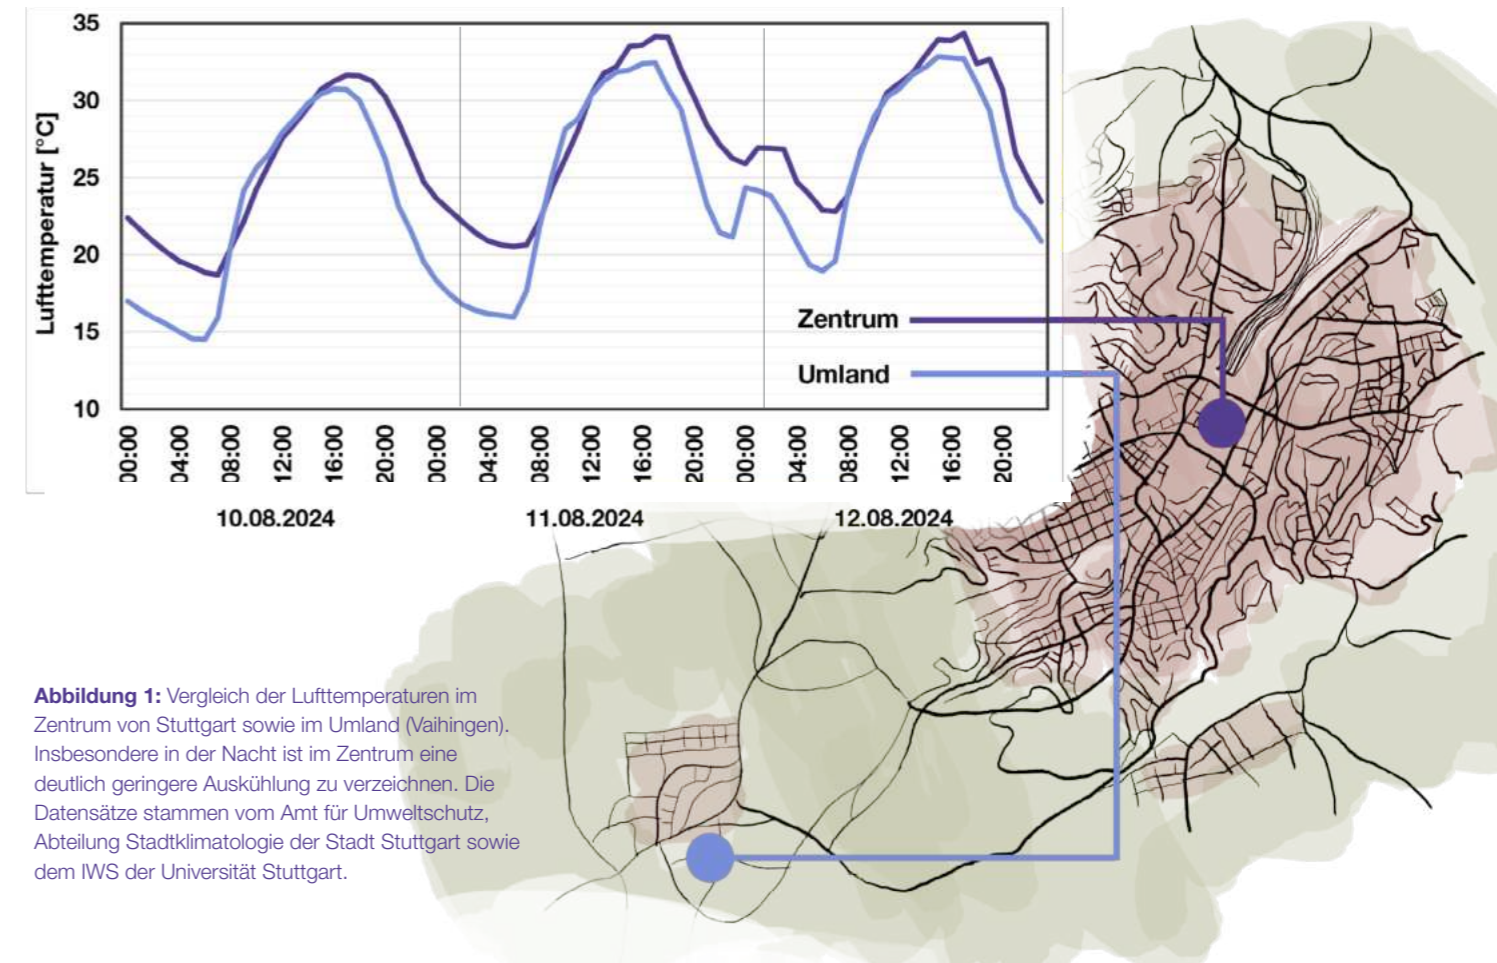 35
30
25
20
15
10
Lufttemperatur [°C]
Zentrum
Umland
00:00 04:00 08:00 12:00 16:00 20:00 00:00 04:00 08:00 12:00 16:00 20:00 00:00 04:00 08:00 12:00 16:00 20:00
10.08.2024 11.08.2024 12.08.2024
Abbildung 1: Vergleich der Lufttemperaturen im
Zentrum von Stuttgart sowie im Umland (Vaihingen).
Insbesondere in der Nacht ist im Zentrum eine
deutlich geringere Auskühlung zu verzeichnen. Die
Datensätze stammen vom Amt für Umweltschutz,
Abteilung Stadtklimatologie der Stadt Stuttgart sowie
dem IWS der Universität Stuttgart.